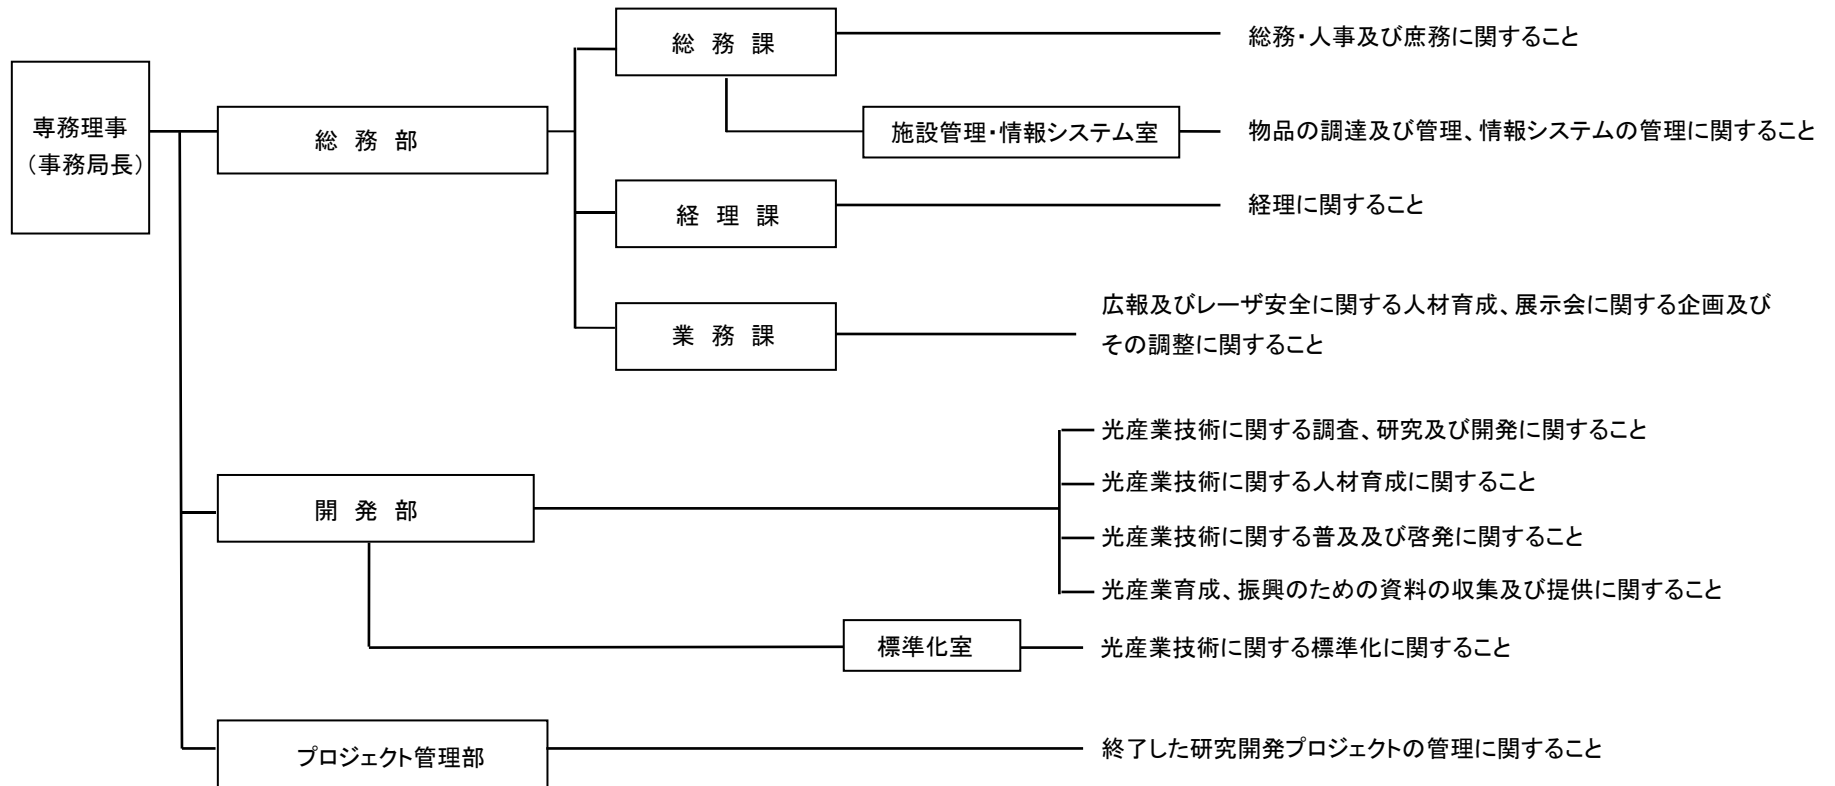 専務理事
（事務局長）
総 務 部
総 務 課
総務・人事及び庶務に関すること
施設管理・情報システム室
物品の調達及び管理、情報システムの管理に関すること
経 理 課
経理に関すること
業 務 課
広報及びレーザ安全に関する人材育成、展示会に関する企画及び
その調整に関すること
開 発 部
光産業技術に関する調査、研究及び開発に関すること
光産業技術に関する人材育成に関すること
光産業技術に関する普及及び啓発に関すること
光産業育成、振興のための資料の収集及び提供に関すること
標準化室
光産業技術に関する標準化に関すること
プロジェクト管理部
終了した研究開発プロジェクトの管理に関すること